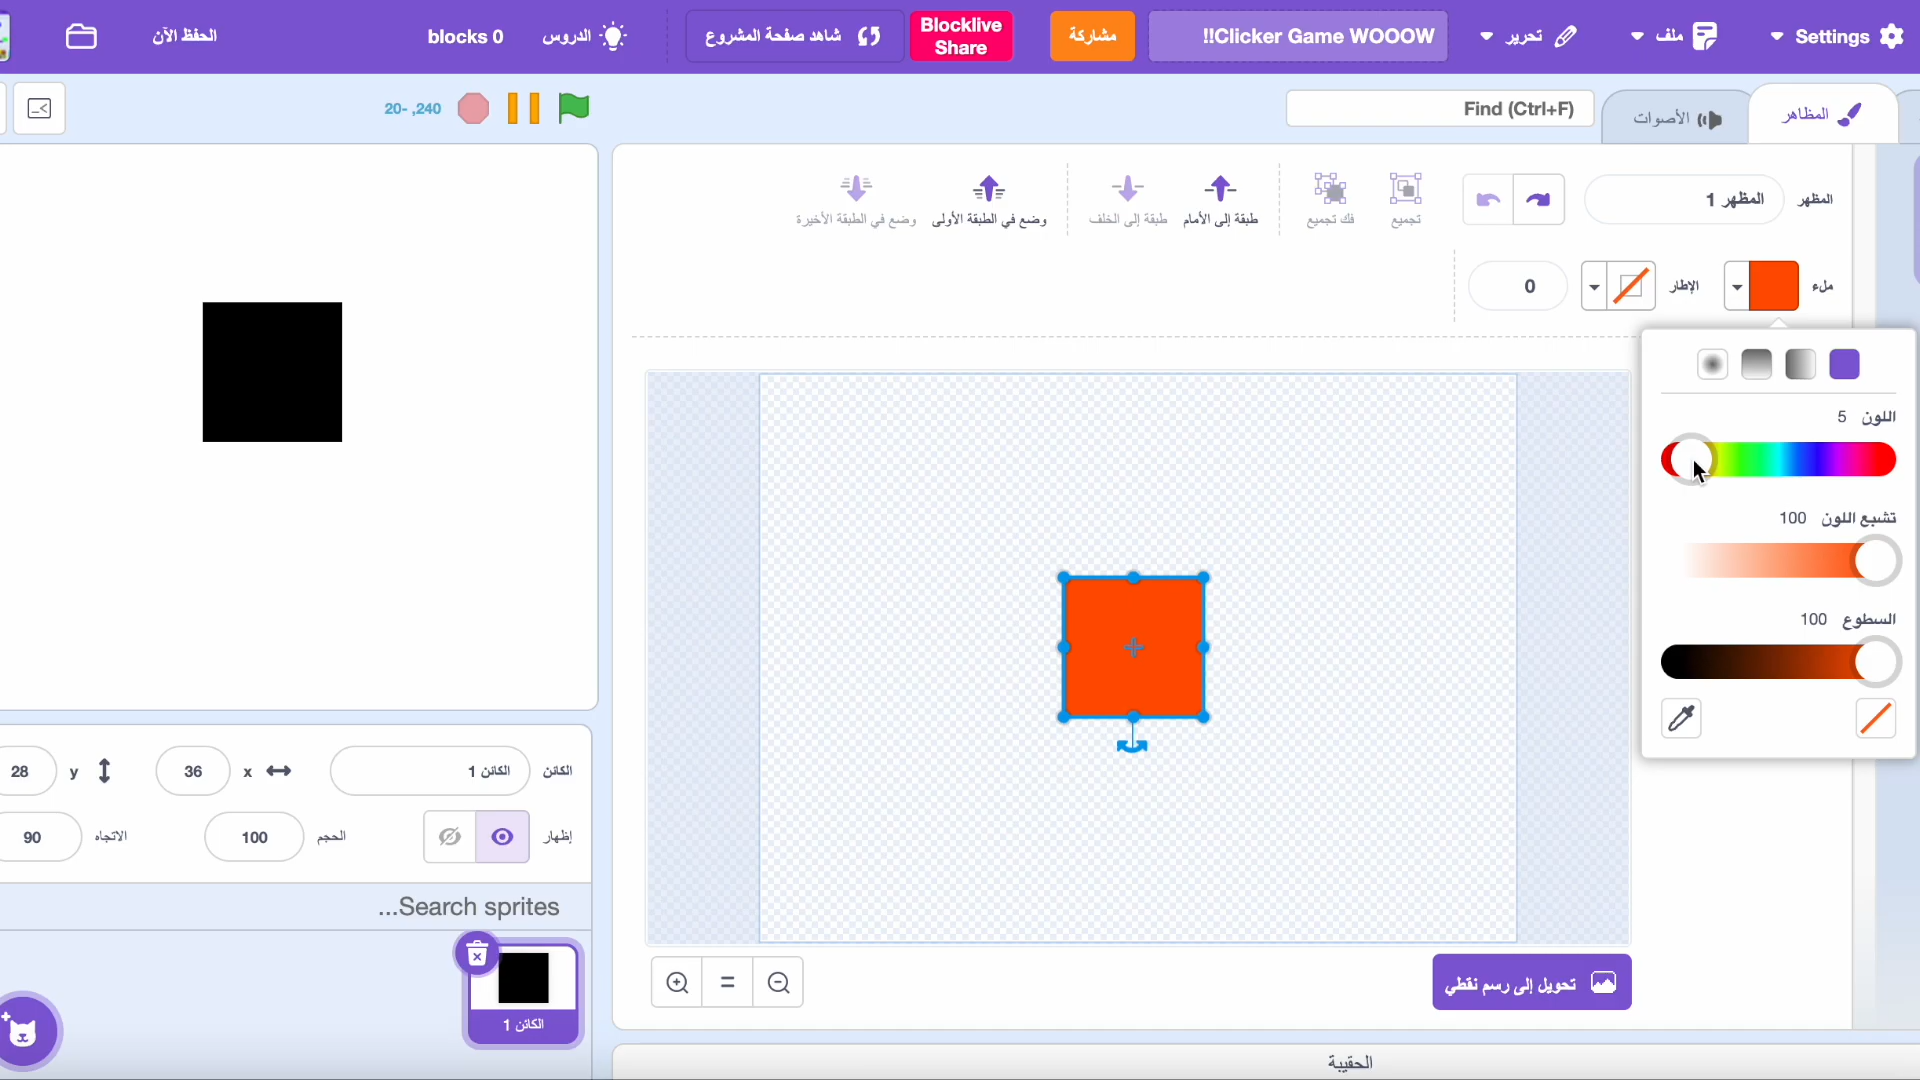 Settings
ملف
تحرير
Clicker Game WOOOW!!
مشاركة
Blocklive
Share
شاهد صفحة المشروع
الدروس
0 blocks
الحفظ الآن
المظاهر
الأصوات
Find (Ctrl+F)
240, -20
المظهر
المظهر 1
تجميع
فك تجميع
طبقة إلى الأمام
طبقة إلى الخلف
وضع في الطبقة الأولى
وضع في الطبقة الأخيرة
ملء
الإطار
0
اللون 5
تشبع اللون 100
السطوع 100
تحويل إلى رسم نقطي
الكائن
الكائن 1
x
36
y
28
إظهار
الحجم
100
الاتجاه
90
Search sprites...
الكائن 1
الحقيبة